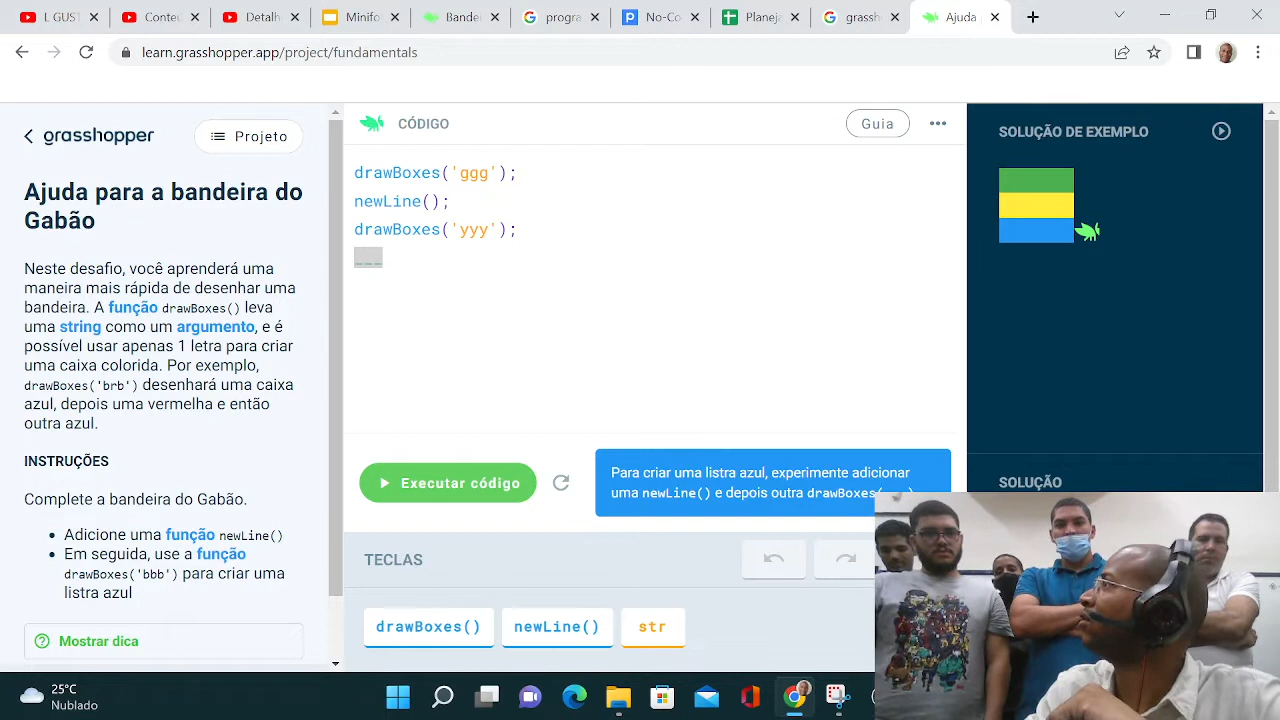 GUST
Minifo
Conte
Detalh
Bande
progra
No-Co
Planej
grassh
Ajuda
learn.grasshopper.app/project/fundamentals
grasshopper
Projeto
Ajuda para a bandeira do
Gabão
Neste desafio, você aprenderá uma
maneira mais rápida de desenhar uma
bandeira. A função drawBoxes() leva
uma string como um argumento, e é
possível usar apenas 1 letra para criar
uma caixa colorida. Por exemplo,
drawBoxes('brb') desenhará uma caixa
azul, depois uma vermelha e então
outra azul.
INSTRUÇÕES
Complete a bandeira do Gabão.
• Adicione uma função newLine()
• Em seguida, use a função
drawBoxes('bbb') para criar uma
listra azul
Mostrar dica
CÓDIGO
Guia
drawBoxes('ggg');
newLine();
drawBoxes('yyy');
___
Executar código
Para criar uma listra azul, experimente adicionar
uma newLine() e depois outra drawBoxes(...)
TECLAS
drawBoxes()
newLine()
str
SOLUÇÃO DE EXEMPLO
SOLUÇÃO
25°C
Nublado